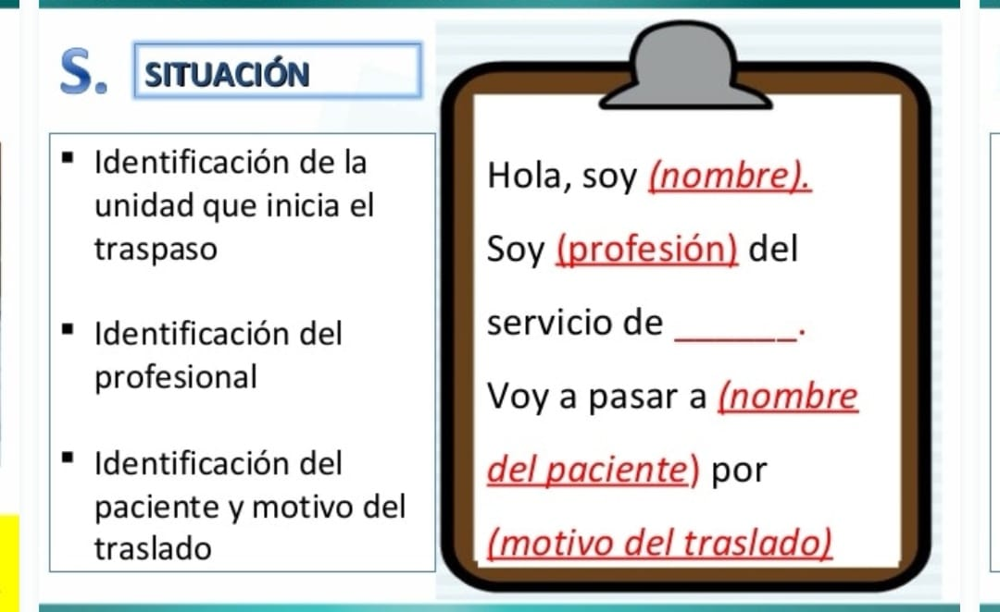 S.
SITUACIÓN
▪ Identificación de la
unidad que inicia el
traspaso
▪ Identificación del
profesional
▪ Identificación del
paciente y motivo del
traslado
Hola, soy (nombre).
Soy (profesión) del
servicio de ______.
Voy a pasar a (nombre
del paciente) por
(motivo del traslado)